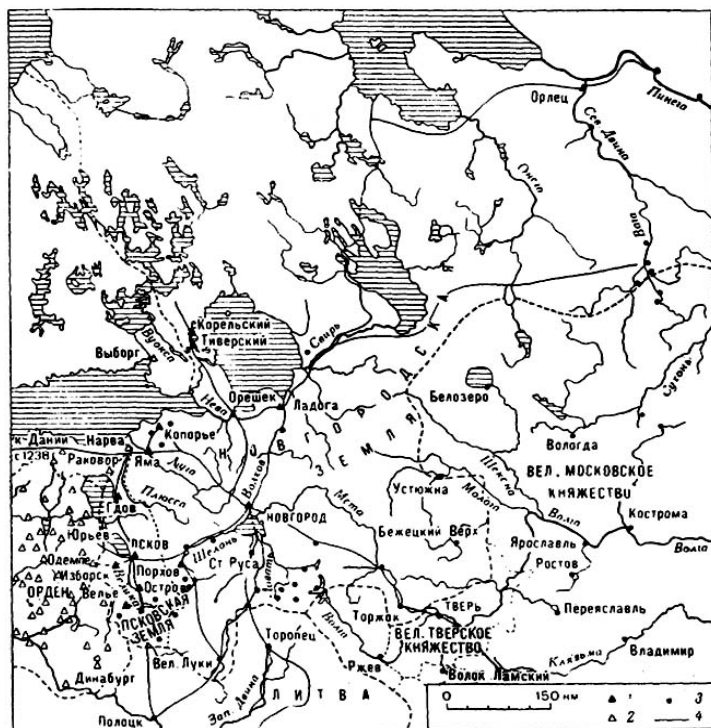 Орлец
Пинега
Сев Двина
Онега
Вага
Корельский
Тиверский
Вуокса
Выборг
Свирь
Сухонь
Нева
Орешек
Ладога
Белозеро
НОВГОРОДСКАЯ
ЗЕМЛЯ
к Дании
с 1238
Нарва
Копорье
Раковор
Яма
Луга
Вологда
Шексна
ВЕЛ. МОСКОВСКОЕ
КНЯЖЕСТВО
Волхов
Устюжна
Молога
Плюсса
Гдов
НОВГОРОД
Мста
Волга
Кострома
Юрьев
ПСКОВ
Шелонь
Бежецкий Верх
Ярославль
Волга
Одемпе
Порхов
Ст Руса
Ловать
Ростов
Изборск
Остров
ОРДЕН
Велье
Великая
ПСКОВСКАЯ
ЗЕМЛЯ
Торжок
ТВЕРЬ
Переяславль
Волга
ВЕЛ. ТВЕРСКОЕ
КНЯЖЕСТВО
Торопец
Вел. Луки
Ржев
Клязьма
Владимир
Динабург
Волок Ламский
ЛИТВА
Зап. Двина
Полоцк
0 150 км
1 3
2 4